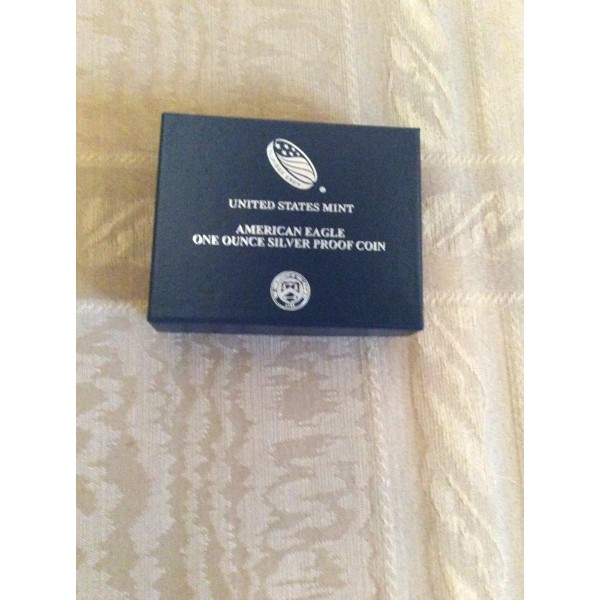 UNITED STATES MINT
AMERICAN EAGLE
ONE OUNCE SILVER PROOF COIN